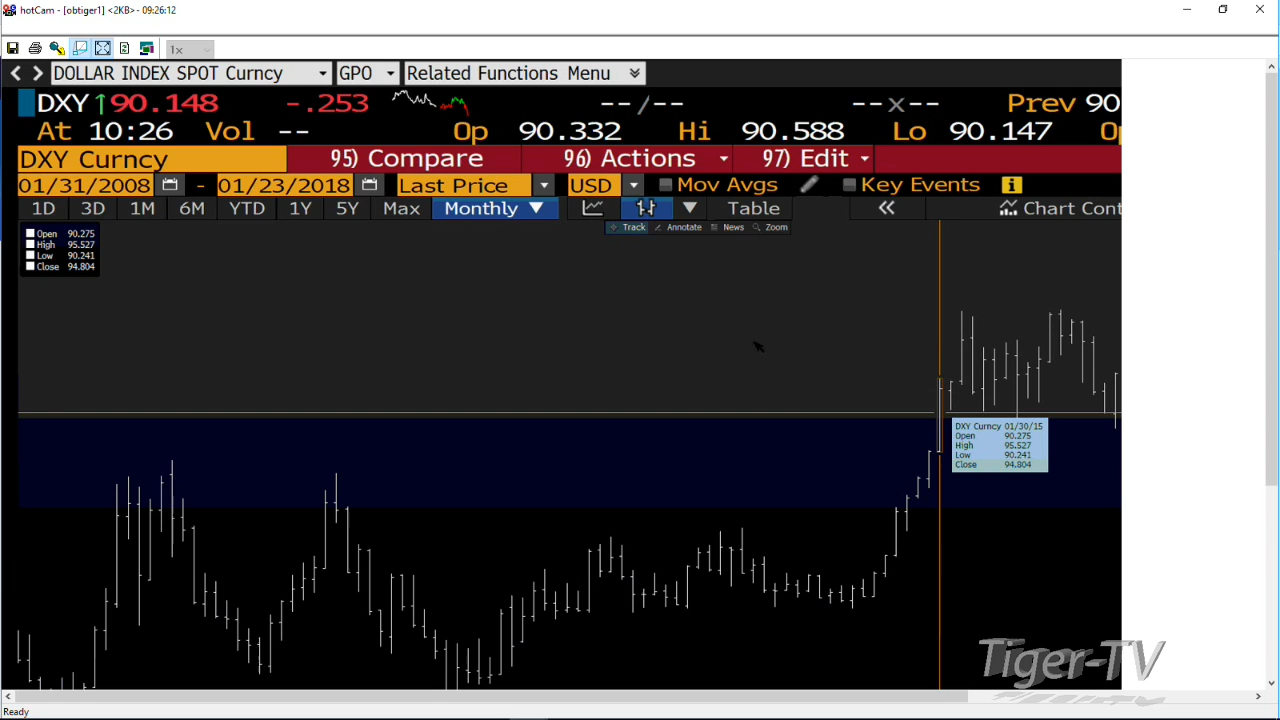 hotCam - [obtiger1] <2KB> - 09:26:12
1x
DOLLAR INDEX SPOT Curncy GPO Related Functions Menu
DXY ↑90.148 -.253 --/-- --x-- Prev 90
At 10:26 Vol -- Op 90.332 Hi 90.588 Lo 90.147 Op
DXY Curncy 95) Compare 96) Actions 97) Edit
01/31/2008 - 01/23/2018 Last Price USD Mov Avgs Key Events
1D 3D 1M 6M YTD 1Y 5Y Max Monthly ▼ Table « Chart Cont
Track Annotate News Zoom
Open 90.275
High 95.527
Low 90.241
Close 94.804
DXY Curncy 01/30/15
Open 90.275
High 95.527
Low 90.241
Close 94.804
Tiger-TV
Ready